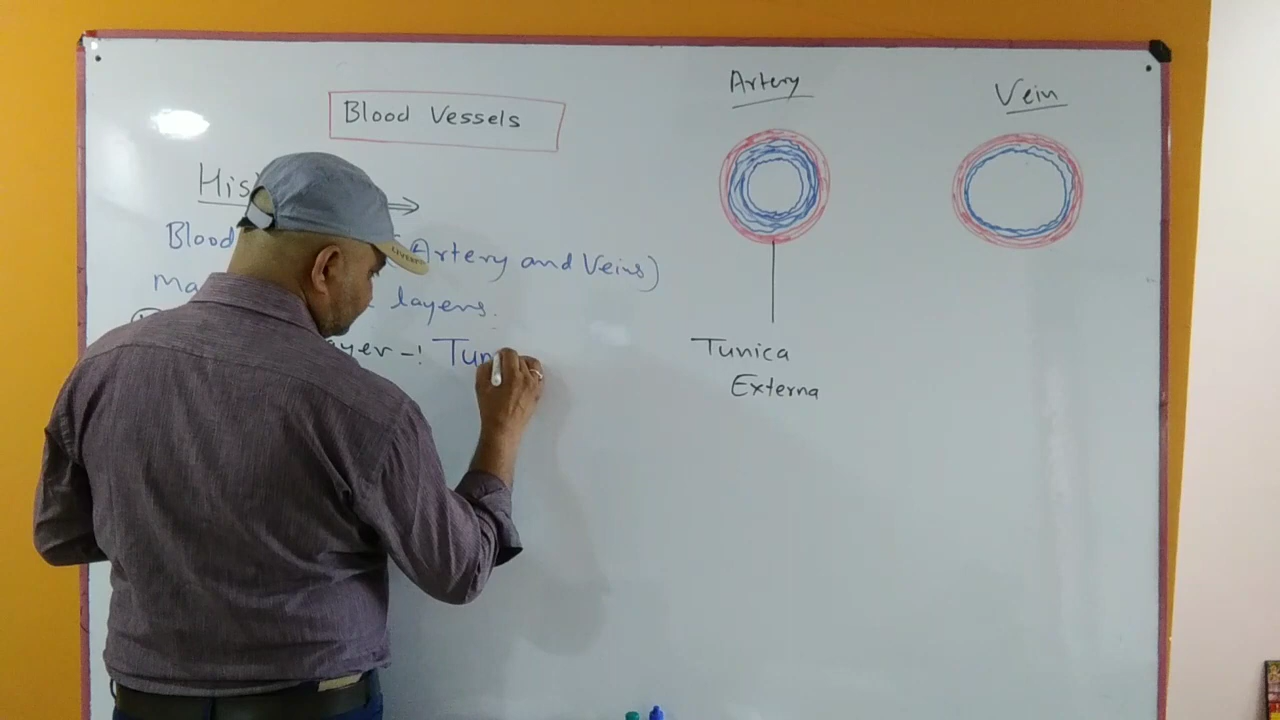 Blood Vessels
Artery
Vein
His
Blood (Artery and Veins)
Ma layers.
ayer -! Tun
Tunica
Externa